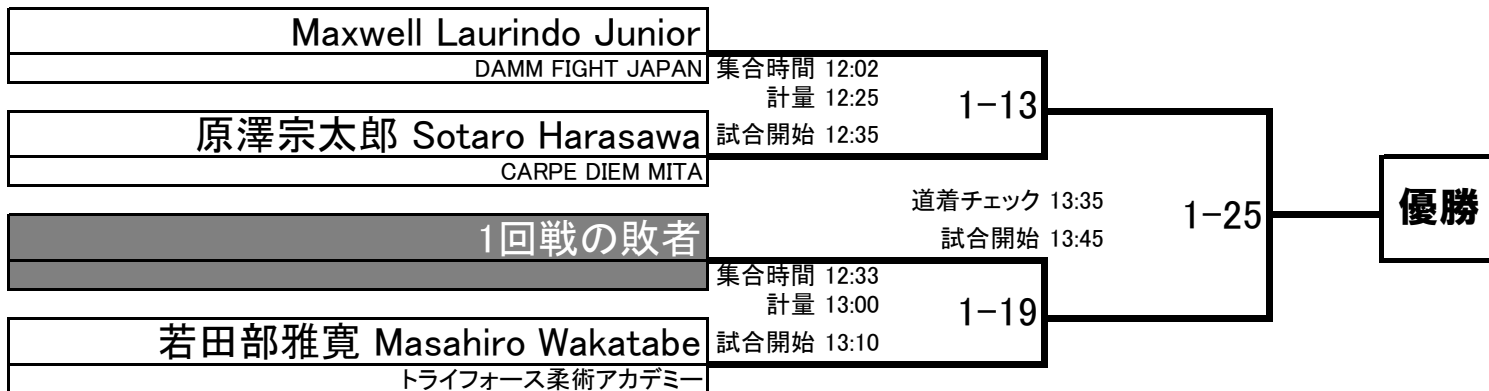 Maxwell Laurindo Junior
DAMM FIGHT JAPAN
集合時間 12:02
計量 12:25
1-13
原澤宗太郎 Sotaro Harasawa
試合開始 12:35
CARPE DIEM MITA
道着チェック 13:35
1-25
優勝
試合開始 13:45
1回戦の敗者
集合時間 12:33
計量 13:00
1-19
若田部雅寛 Masahiro Wakatabe
試合開始 13:10
トライフォース柔術アカデミー